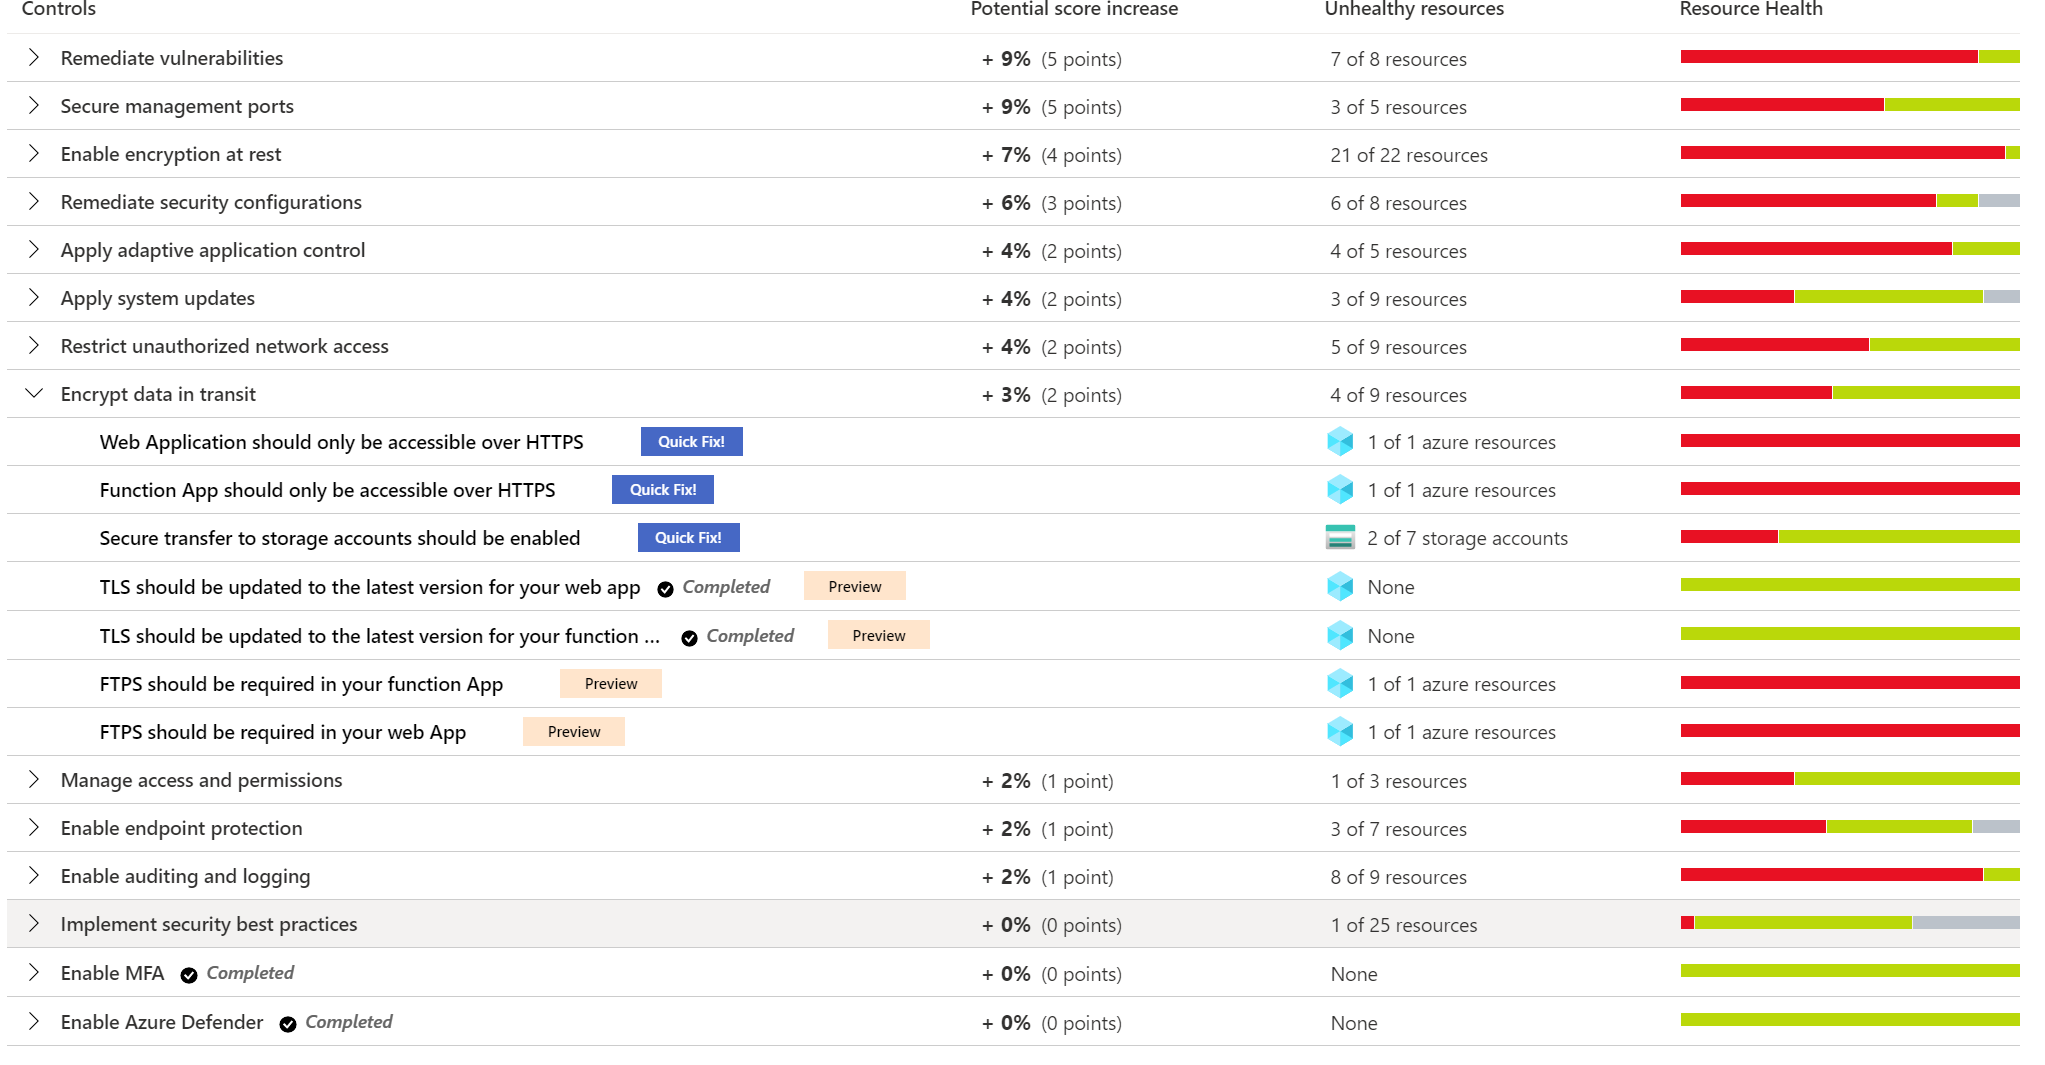 Controls Potential score increase Unhealthy resources Resource Health
Remediate vulnerabilities + 9% (5 points) 7 of 8 resources
Secure management ports + 9% (5 points) 3 of 5 resources
Enable encryption at rest + 7% (4 points) 21 of 22 resources
Remediate security configurations + 6% (3 points) 6 of 8 resources
Apply adaptive application control + 4% (2 points) 4 of 5 resources
Apply system updates + 4% (2 points) 3 of 9 resources
Restrict unauthorized network access + 4% (2 points) 5 of 9 resources
Encrypt data in transit + 3% (2 points) 4 of 9 resources
Web Application should only be accessible over HTTPS Quick Fix! 1 of 1 azure resources
Function App should only be accessible over HTTPS Quick Fix! 1 of 1 azure resources
Secure transfer to storage accounts should be enabled Quick Fix! 2 of 7 storage accounts
TLS should be updated to the latest version for your web app Completed Preview None
TLS should be updated to the latest version for your function ... Completed Preview None
FTPS should be required in your function App Preview 1 of 1 azure resources
FTPS should be required in your web App Preview 1 of 1 azure resources
Manage access and permissions + 2% (1 point) 1 of 3 resources
Enable endpoint protection + 2% (1 point) 3 of 7 resources
Enable auditing and logging + 2% (1 point) 8 of 9 resources
Implement security best practices + 0% (0 points) 1 of 25 resources
Enable MFA Completed + 0% (0 points) None
Enable Azure Defender Completed + 0% (0 points) None